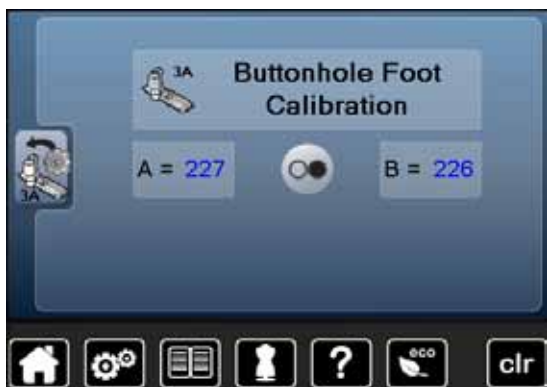 3A
Buttonhole Foot
Calibration
A = 227
B = 226
3A
?
eco
clr